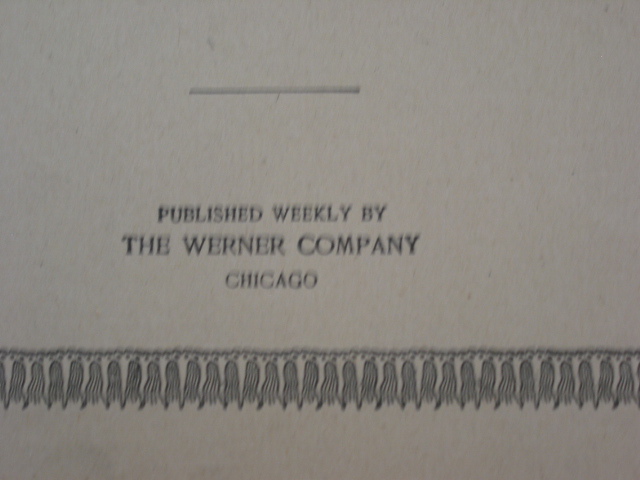 PUBLISHED WEEKLY BY
THE WERNER COMPANY
CHICAGO